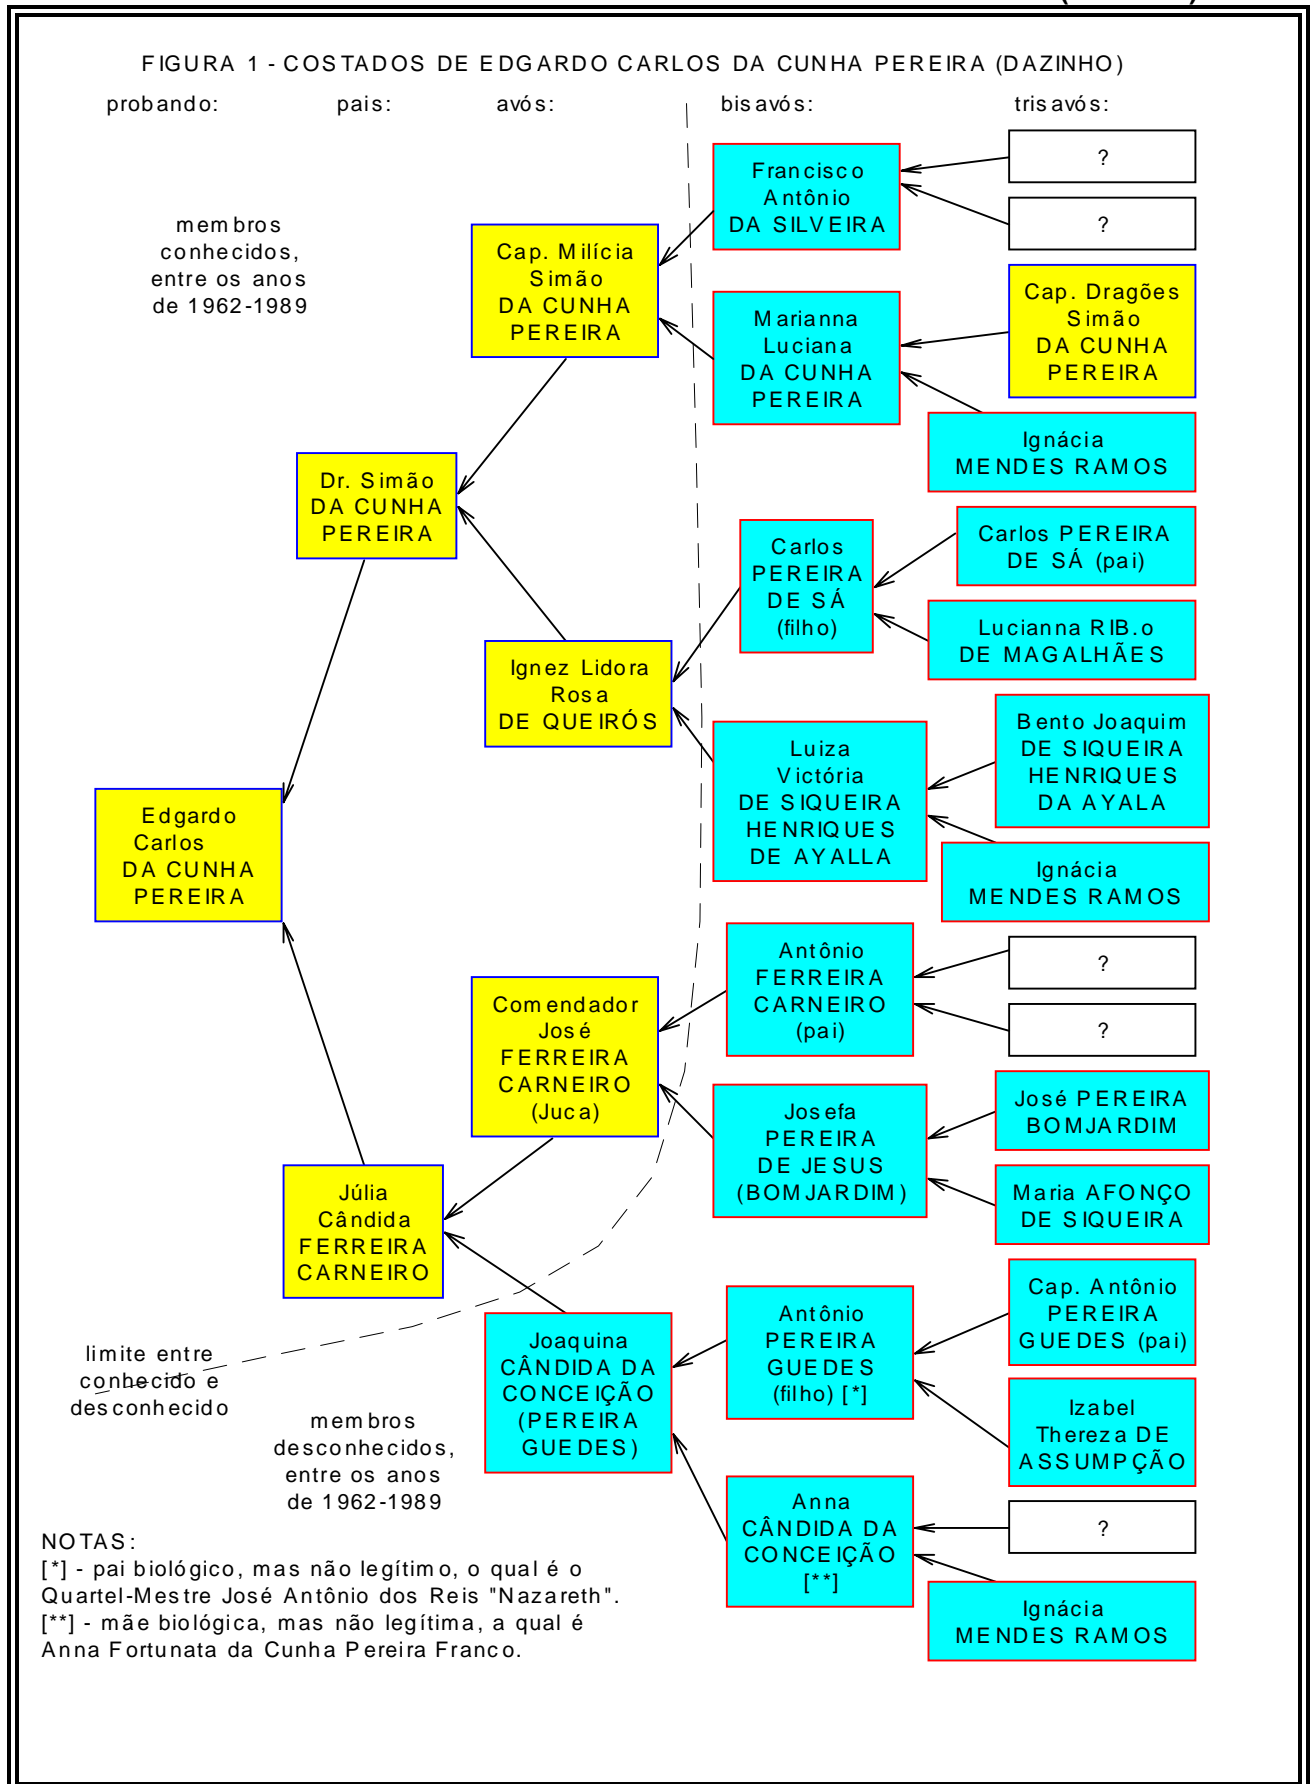 FIGURA 1 - COSTADOS DE EDGARDO CARLOS DA CUNHA PEREIRA (DAZINHO)
probando:
pais:
avós:
bisavós:
trisavós:
membros
conhecidos,
entre os anos
de 1962-1989
Edgardo
Carlos
DA CUNHA
PEREIRA
Dr. Simão
DA CUNHA
PEREIRA
Júlia
Cândida
FERREIRA
CARNEIRO
Cap. Milícia
Simão
DA CUNHA
PEREIRA
Ignez Lidora
Rosa
DE QUEIRÓS
Comendador
José
FERREIRA
CARNEIRO
(Juca)
Joaquina
CÂNDIDA DA
CONCEIÇÃO
(PEREIRA
GUEDES)
Francisco
Antônio
DA SILVEIRA
Marianna
Luciana
DA CUNHA
PEREIRA
Carlos
PEREIRA
DE SÁ
(filho)
Luiza
Victória
DE SIQUEIRA
HENRIQUES
DE AYALLA
Antônio
FERREIRA
CARNEIRO
(pai)
Josefa
PEREIRA
DE JESUS
(BOMJARDIM)
Antônio
PEREIRA
GUEDES
(filho) [*]
Anna
CÂNDIDA DA
CONCEIÇÃO
[**]
?
?
Cap. Dragões
Simão
DA CUNHA
PEREIRA
Ignácia
MENDES RAMOS
Carlos PEREIRA
DE SÁ (pai)
Lucianna RIB.o
DE MAGALHÃES
Bento Joaquim
DE SIQUEIRA
HENRIQUES
DA AYALA
Ignácia
MENDES RAMOS
?
?
José PEREIRA
BOMJARDIM
Maria AFONÇO
DE SIQUEIRA
Cap. Antônio
PEREIRA
GUEDES (pai)
Izabel
Thereza DE
ASSUMPÇÃO
?
Ignácia
MENDES RAMOS
limite entre
conhecido e
desconhecido
membros
desconhecidos,
entre os anos
de 1962-1989
NOTAS:
[*] - pai biológico, mas não legítimo, o qual é o
Quartel-Mestre José Antônio dos Reis "Nazareth".
[**] - mãe biológica, mas não legítima, a qual é
Anna Fortunata da Cunha Pereira Franco.